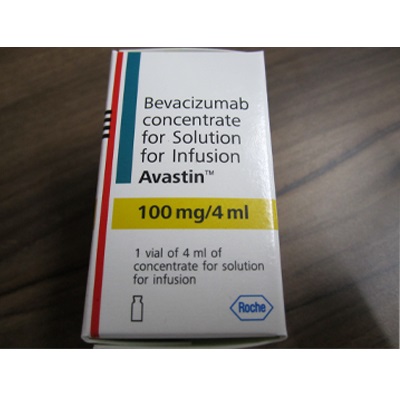 Bevacizumab
concentrate
for Solution
for Infusion
Avastin™
100 mg/4 ml
1 vial of 4 ml of
concentrate for solution
for infusion
Roche